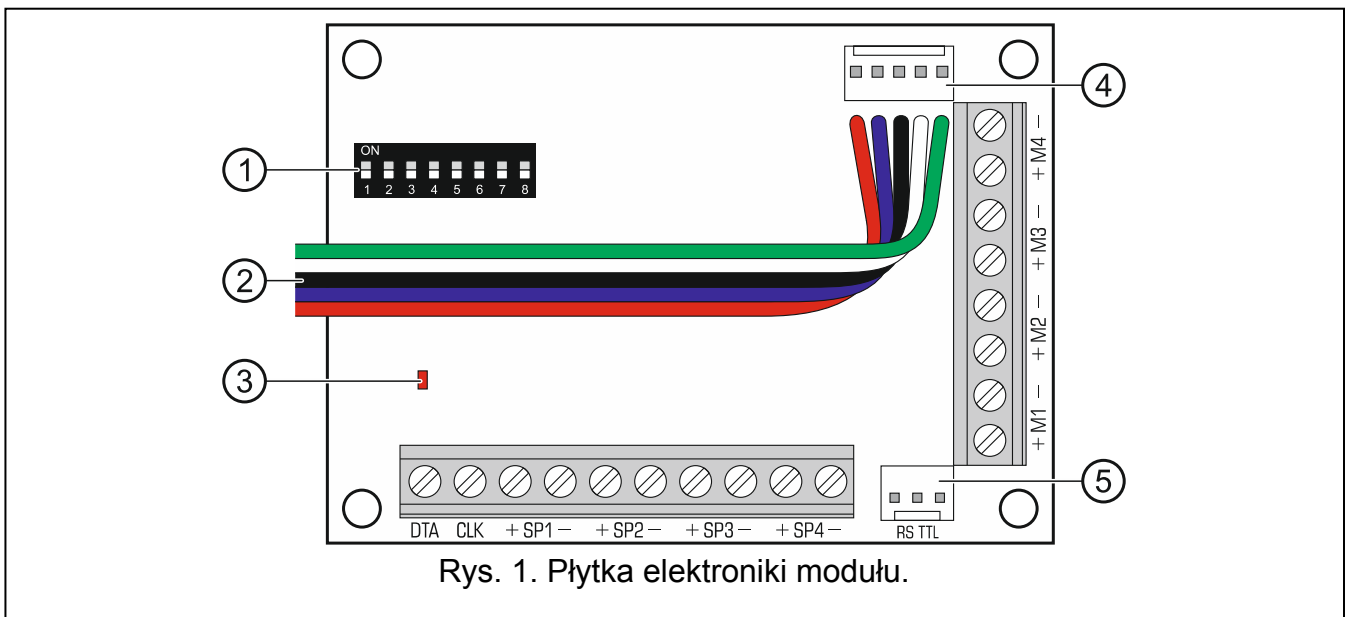 ON
1 2 3 4 5 6 7 8
1
2
3
4
5
+ M4 −
+ M3 −
+ M2 −
+ M1 −
DTA CLK + SP1 − + SP2 − + SP3 − + SP4 −
RS TTL
Rys. 1. Płytka elektroniki modułu.